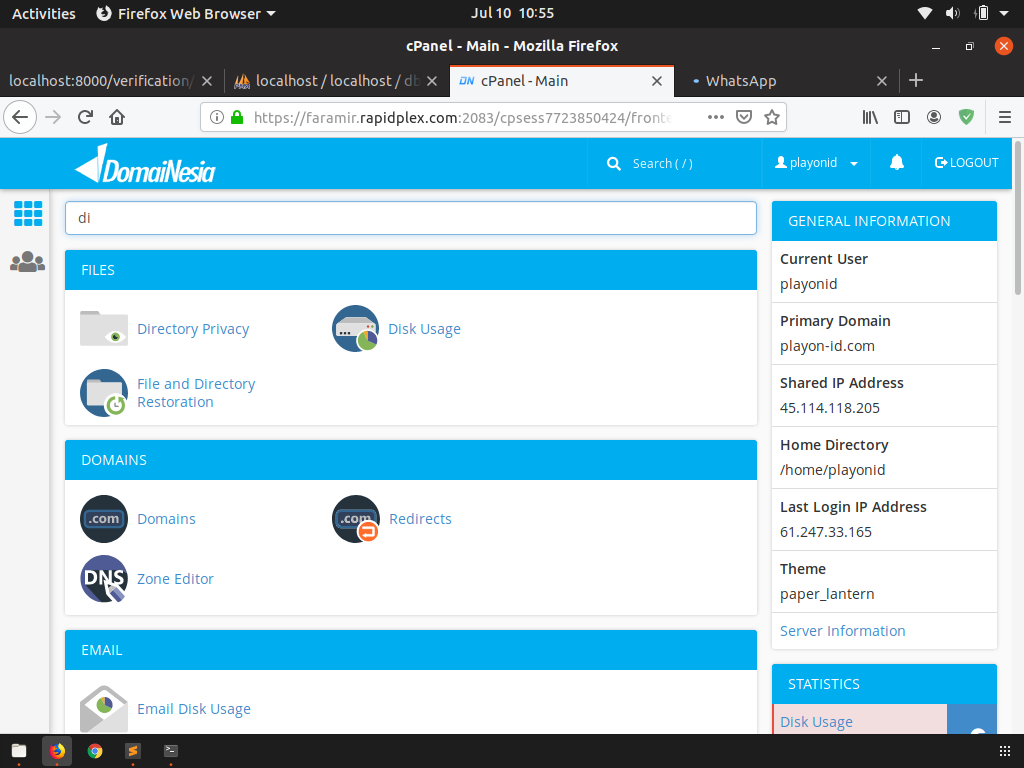 Activities
Firefox Web Browser
Jul 10 10:55
cPanel - Main - Mozilla Firefox
localhost:8000/verification/
localhost / localhost / db
cPanel - Main
WhatsApp
https://faramir.rapidplex.com:2083/cpsess7723850424/fronte
DomaiNesia
Search ( / )
playonid
LOGOUT
di
FILES
Directory Privacy
Disk Usage
File and Directory
Restoration
DOMAINS
.com
Domains
.com
Redirects
DNS
Zone Editor
EMAIL
Email Disk Usage
GENERAL INFORMATION
Current User
playonid
Primary Domain
playon-id.com
Shared IP Address
45.114.118.205
Home Directory
/home/playonid
Last Login IP Address
61.247.33.165
Theme
paper_lantern
Server Information
STATISTICS
Disk Usage